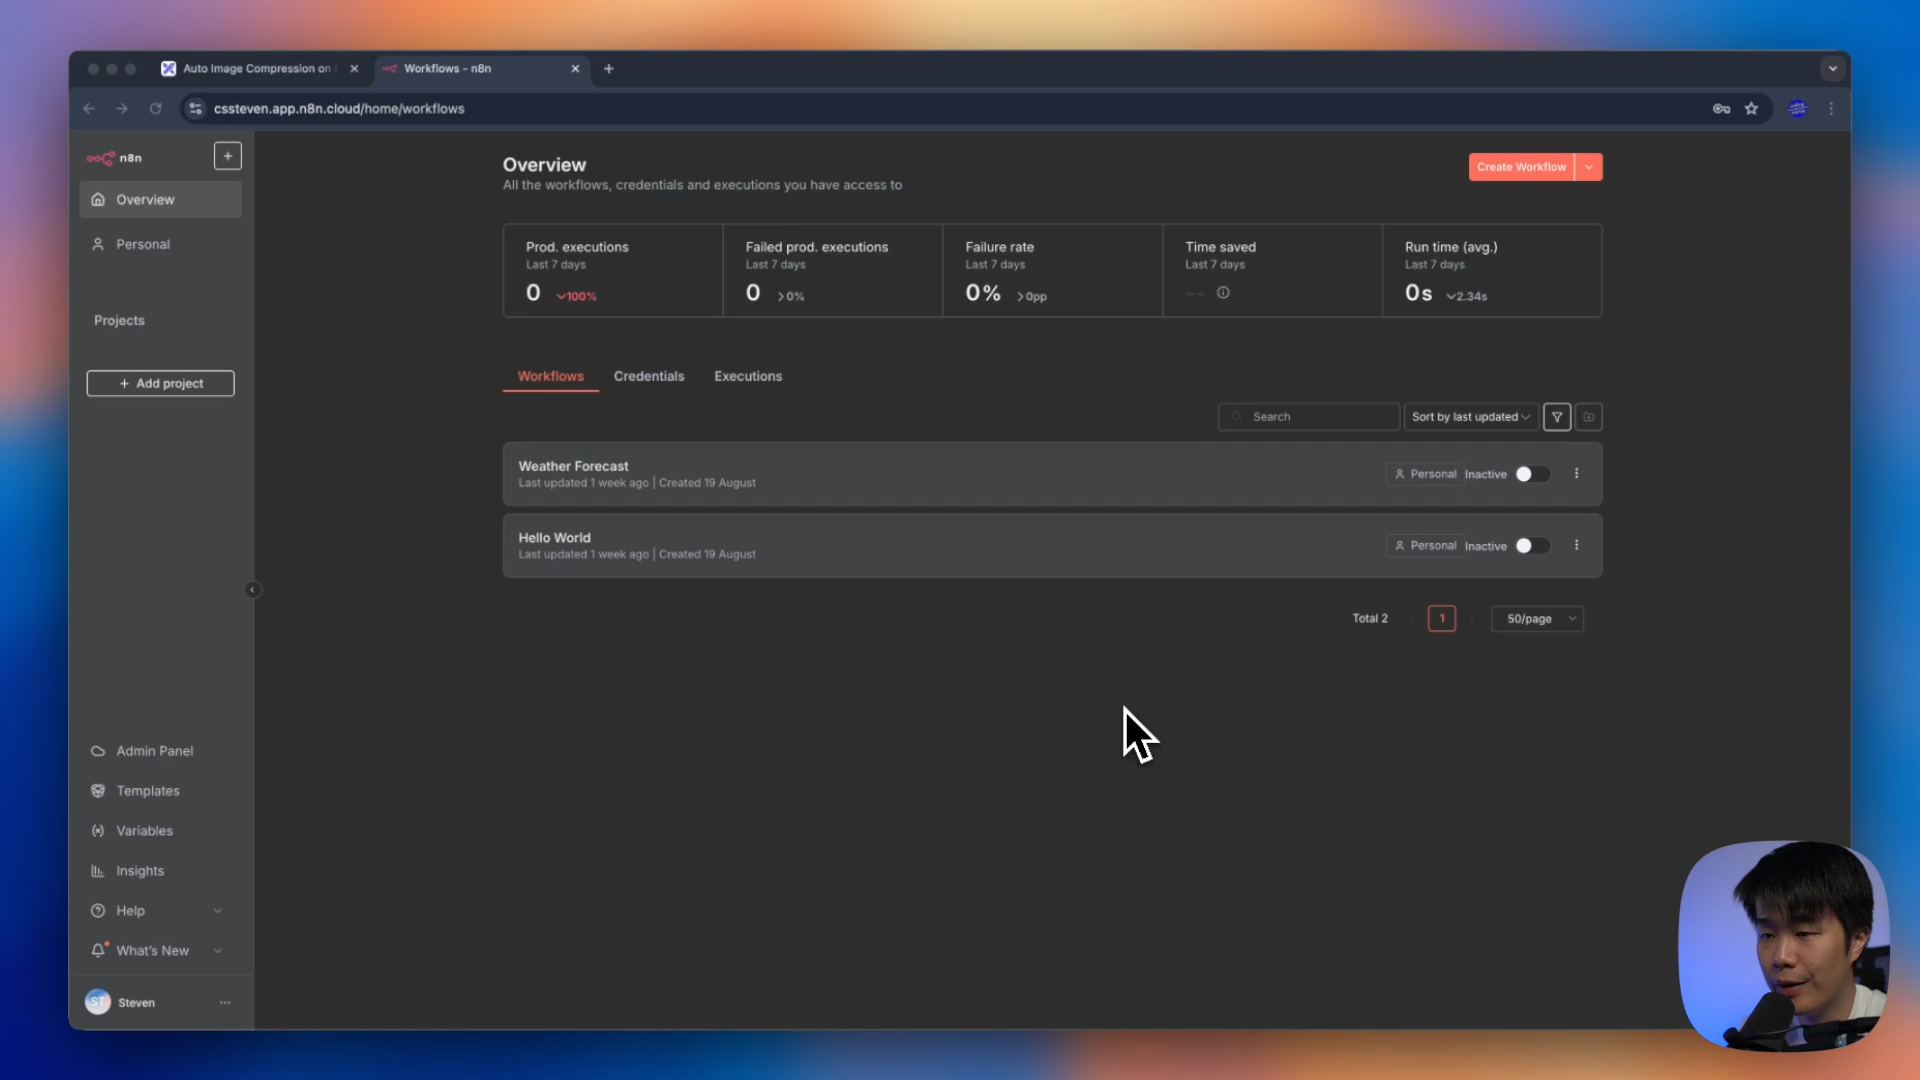 Auto Image Compression on
Workflows - n8n
cssteven.app.n8n.cloud/home/workflows
n8n
Overview
Personal
Projects
+ Add project
Admin Panel
Templates
Variables
Insights
Help
What's New
ST Steven
Overview
All the workflows, credentials and executions you have access to
Create Workflow
Prod. executions
Last 7 days
0 100%
Failed prod. executions
Last 7 days
0 0%
Failure rate
Last 7 days
0% 0pp
Time saved
Last 7 days
--
Run time (avg.)
Last 7 days
0s 2.34s
Workflows Credentials Executions
Search Sort by last updated
Weather Forecast
Last updated 1 week ago | Created 19 August
Personal Inactive
Hello World
Last updated 1 week ago | Created 19 August
Personal Inactive
Total 2 1 50/page